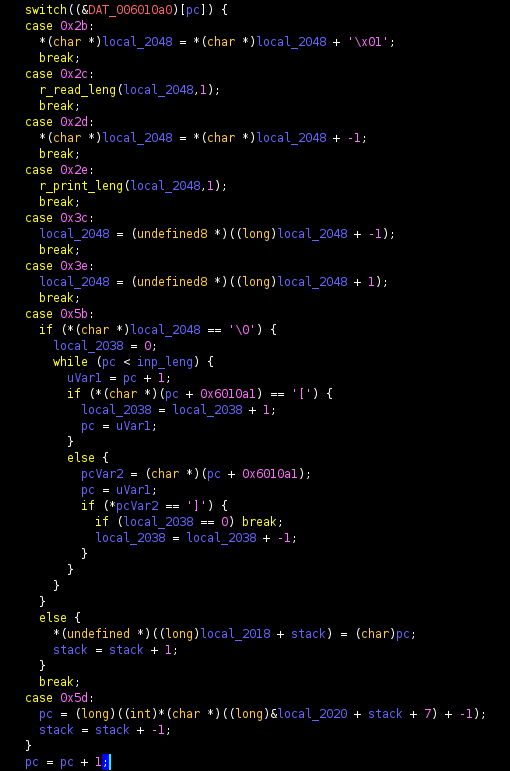 switch((&DAT_006010a0)[pc]) {
case 0x2b:
  *(char *)local_2048 = *(char *)local_2048 + '\x01';
  break;
case 0x2c:
  r_read_leng(local_2048,1);
  break;
case 0x2d:
  *(char *)local_2048 = *(char *)local_2048 + -1;
  break;
case 0x2e:
  r_print_leng(local_2048,1);
  break;
case 0x3c:
  local_2048 = (undefined8 *)((long)local_2048 + -1);
  break;
case 0x3e:
  local_2048 = (undefined8 *)((long)local_2048 + 1);
  break;
case 0x5b:
  if (*(char *)local_2048 == '\0') {
    local_2038 = 0;
    while (pc < inp_leng) {
      uVar1 = pc + 1;
      if (*(char *)(pc + 0x6010a1) == '[') {
        local_2038 = local_2038 + 1;
        pc = uVar1;
      }
      else {
        pcVar2 = (char *)(pc + 0x6010a1);
        pc = uVar1;
        if (*pcVar2 == ']') {
          if (local_2038 == 0) break;
          local_2038 = local_2038 + -1;
        }
      }
    }
  }
  else {
    *(undefined *)((long)local_2018 + stack) = (char)pc;
    stack = stack + 1;
  }
  break;
case 0x5d:
  pc = (long)((int)*(char *)((long)&local_2020 + stack + 7) + -1);
  stack = stack + -1;
}
pc = pc + 1;